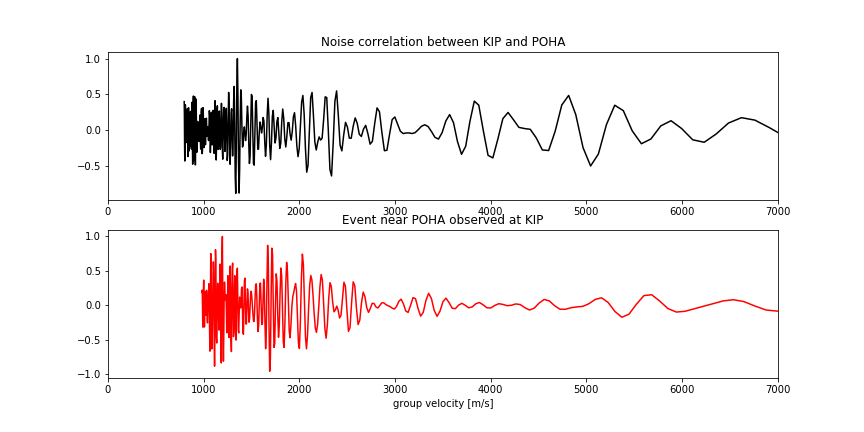 Noise correlation between KIP and POHA
1.0
0.5
0.0
−0.5
0 1000 2000 3000 4000 5000 6000 7000
Event near POHA observed at KIP
1.0
0.5
0.0
−0.5
−1.0
0 1000 2000 3000 4000 5000 6000 7000
group velocity [m/s]